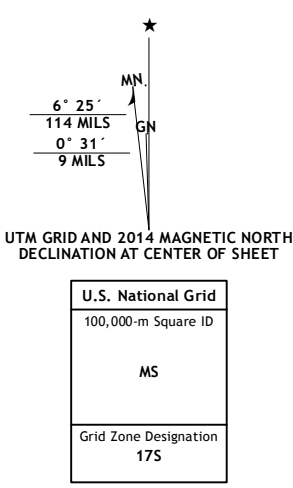 ★
MN.
6° 25´
114 MILS
GN
0° 31´
9 MILS
UTM GRID AND 2014 MAGNETIC NORTH
DECLINATION AT CENTER OF SHEET
U.S. National Grid
100,000-m Square ID
MS
Grid Zone Designation
17S